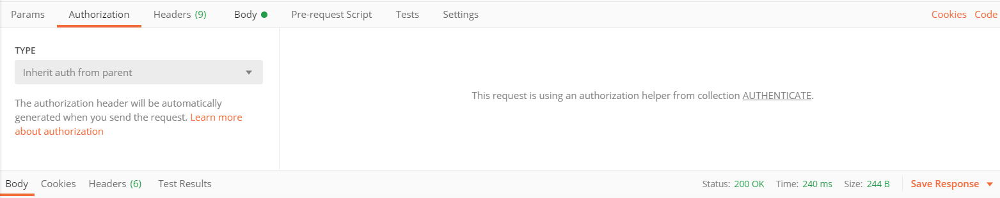 Params Authorization Headers (9) Body Pre-request Script Tests Settings Cookies Code
TYPE
Inherit auth from parent
The authorization header will be automatically
generated when you send the request. Learn more
about authorization
This request is using an authorization helper from collection AUTHENTICATE.
Body Cookies Headers (6) Test Results Status: 200 OK Time: 240 ms Size: 244 B Save Response